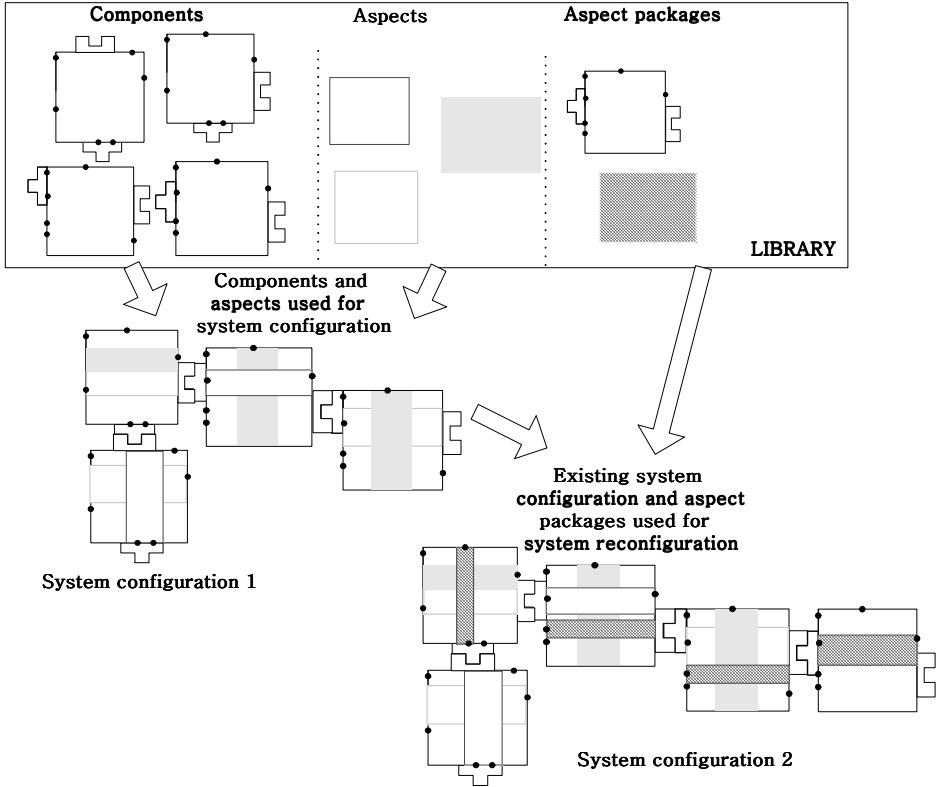 Components
Aspects
Aspect packages
LIBRARY
Components and
aspects used for
system configuration
Existing system
configuration and aspect
packages used for
system reconfiguration
System configuration 1
System configuration 2